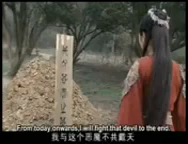 From today onwards,I will fight that devil to the end.
我与这个恶魔不共戴天